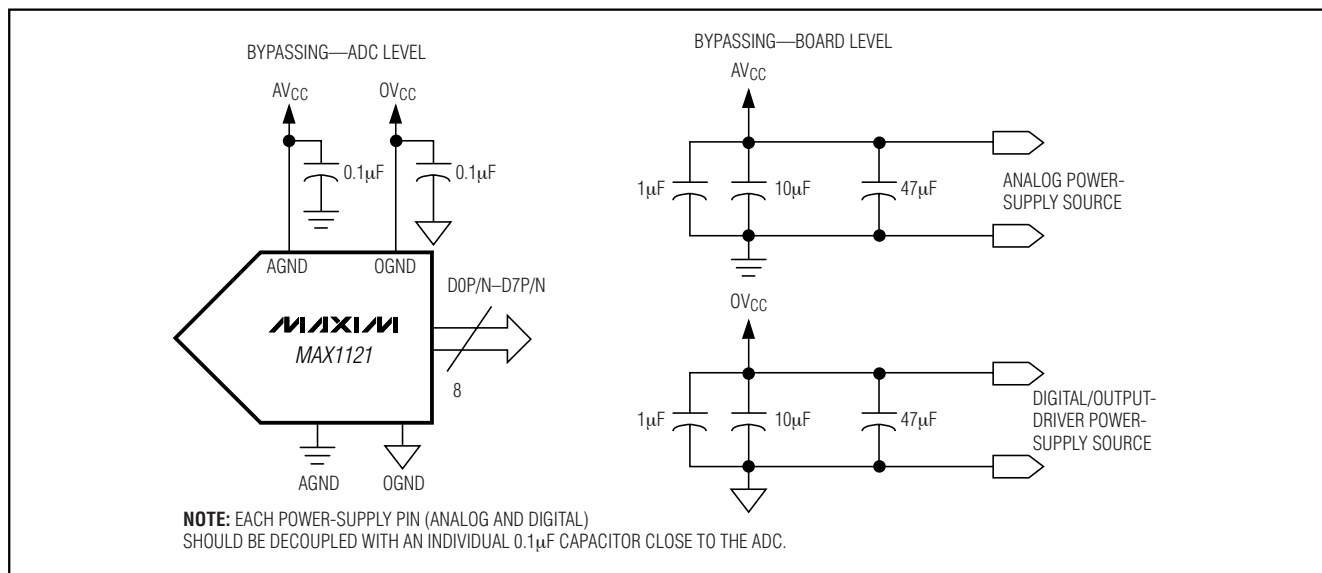 BYPASSING—ADC LEVEL
AVCC
OVCC
0.1µF
0.1µF
AGND
OGND
D0P/N–D7P/N
MAXIM
MAX1121
8
AGND
OGND
BYPASSING—BOARD LEVEL
AVCC
1µF
10µF
47µF
ANALOG POWER-
SUPPLY SOURCE
OVCC
1µF
10µF
47µF
DIGITAL/OUTPUT-
DRIVER POWER-
SUPPLY SOURCE
NOTE: EACH POWER-SUPPLY PIN (ANALOG AND DIGITAL)
SHOULD BE DECOUPLED WITH AN INDIVIDUAL 0.1µF CAPACITOR CLOSE TO THE ADC.